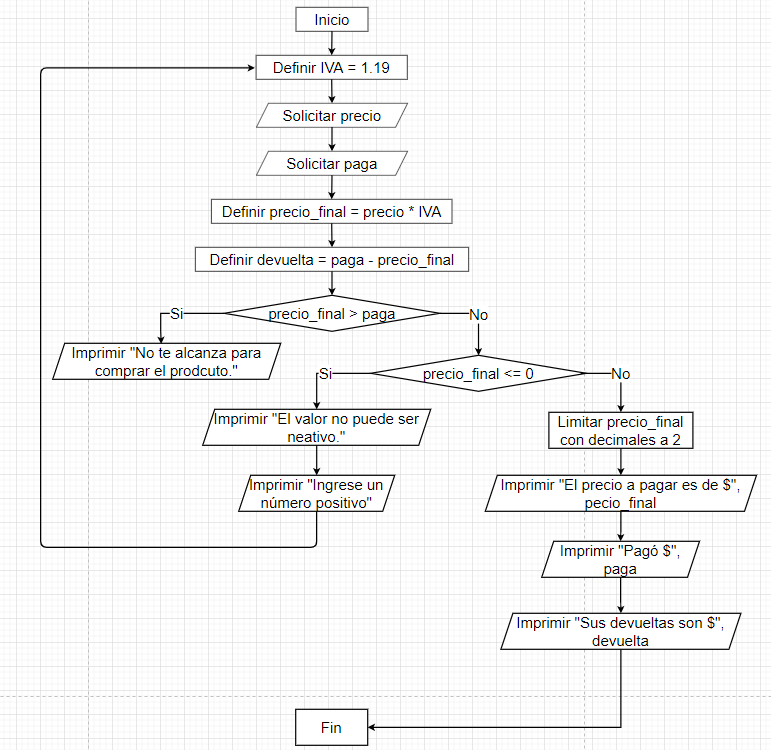 Inicio
Definir IVA = 1.19
Solicitar precio
Solicitar paga
Definir precio_final = precio * IVA
Definir devuelta = paga - precio_final
precio_final > paga
Si
No
Imprimir "No te alcanza para
comprar el prodcuto."
precio_final <= 0
Si
No
Imprimir "El valor no puede ser
neativo."
Imprimir "Ingrese un
número positivo"
Limitar precio_final
con decimales a 2
Imprimir "El precio a pagar es de $",
pecio_final
Imprimir "Pagó $",
paga
Imprimir "Sus devueltas son $",
devuelta
Fin